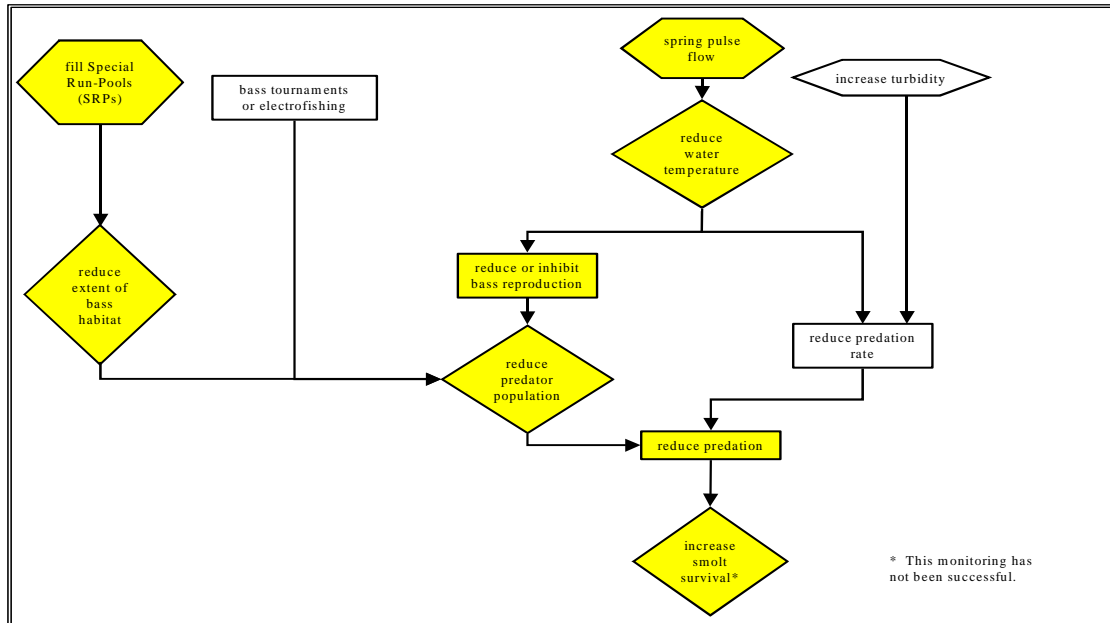 fill Special
Run-Pools
(SRPs)
bass tournaments
or electrofishing
spring pulse
flow
increase turbidity
reduce
water
temperature
reduce
extent of
bass
habitat
reduce or inhibit
bass reproduction
reduce predation
rate
reduce
predator
population
reduce predation
increase
smolt
survival*
* This monitoring has
not been successful.